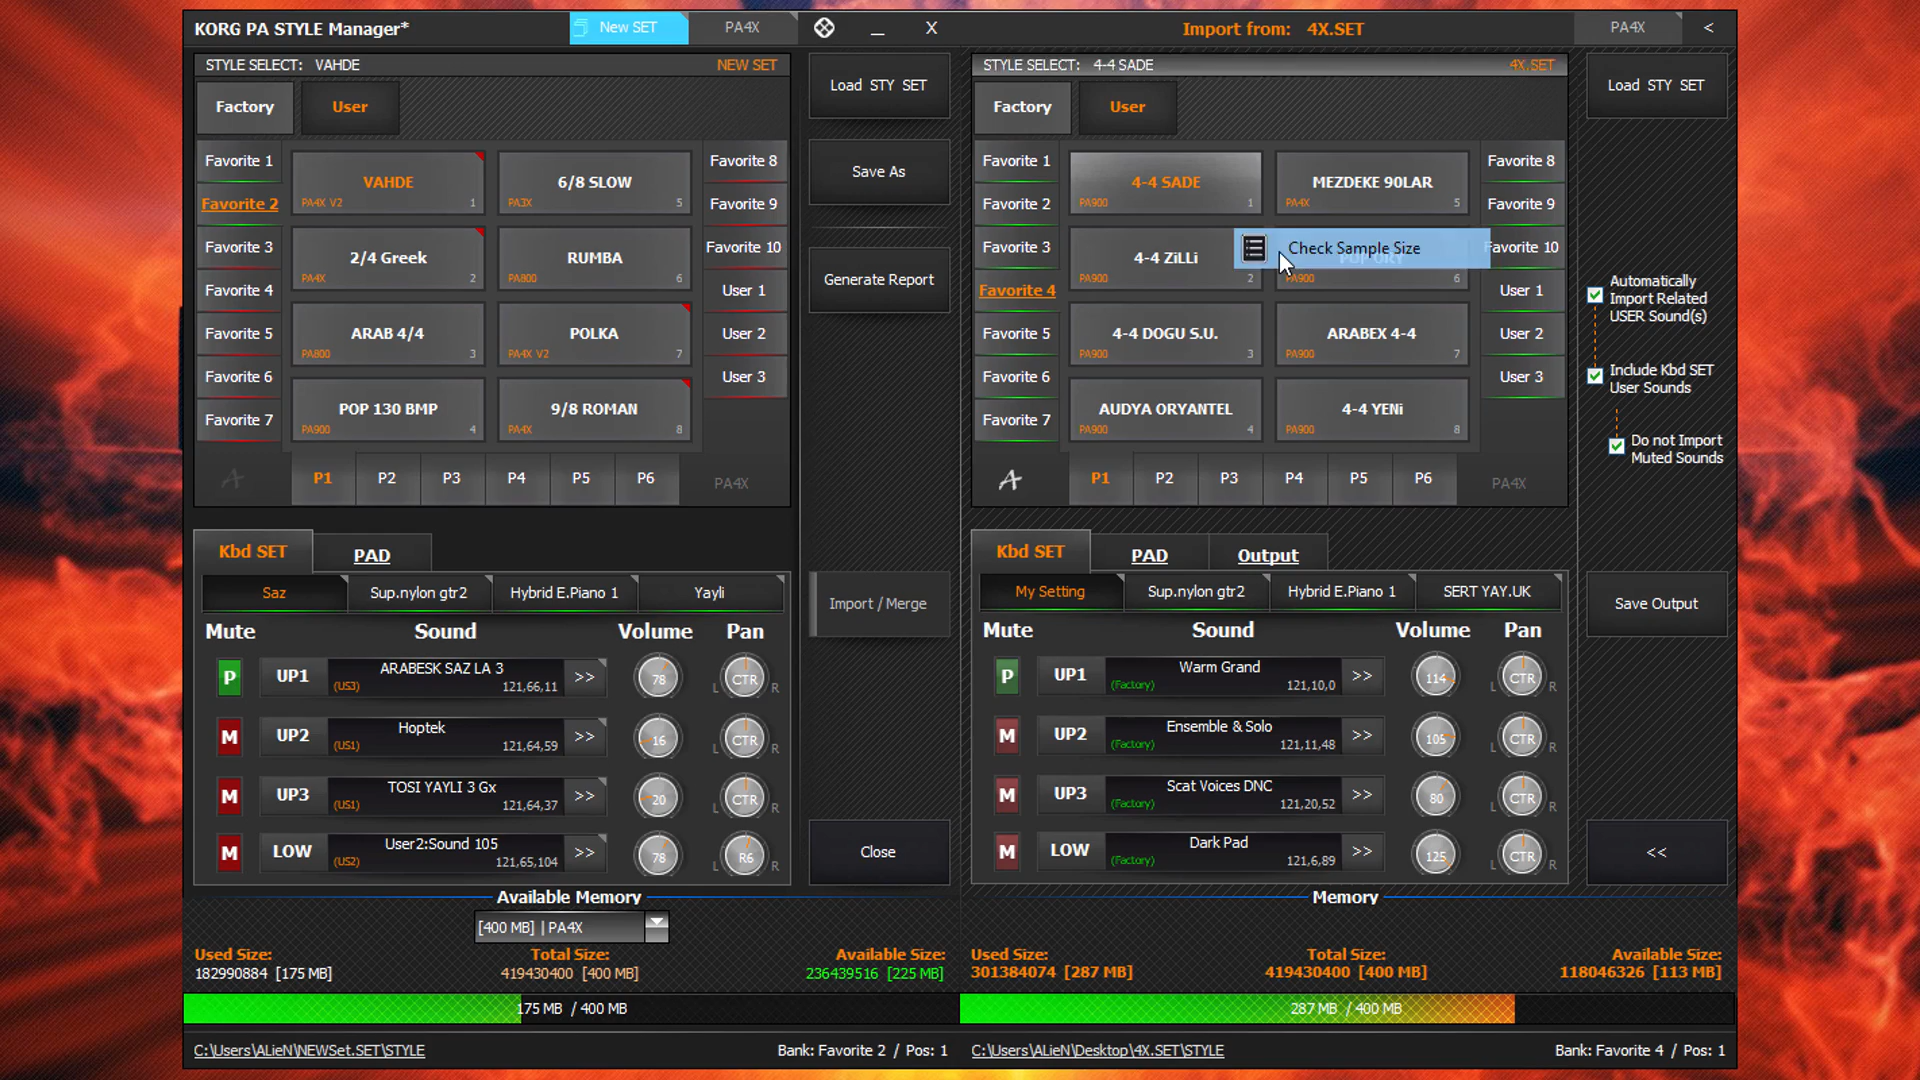 KORG PA STYLE Manager*
New SET
PA4X
X
Import from: 4X.SET
PA4X
<
STYLE SELECT: VAHDE
NEW SET
Factory
User
Favorite 1
Favorite 2
Favorite 3
Favorite 4
Favorite 5
Favorite 6
Favorite 7
VAHDE
PA4X V2
1
6/8 SLOW
PA3X
5
2/4 Greek
PA4X
2
RUMBA
PA800
6
ARAB 4/4
PA800
3
POLKA
PA4X V2
7
POP 130 BMP
PA900
4
9/8 ROMAN
PA4X
8
Favorite 8
Favorite 9
Favorite 10
User 1
User 2
User 3
P1
P2
P3
P4
P5
P6
PA4X
Load STY SET
Save As
Generate Report
Import / Merge
Close
Kbd SET
PAD
Saz
Sup.nylon gtr2
Hybrid E.Piano 1
Yayli
Mute
Sound
Volume
Pan
P
UP1
ARABESK SAZ LA 3
(US3)
121,66,11
>>
78
L
CTR
R
M
UP2
Hoptek
(US1)
121,64,59
>>
16
L
CTR
R
M
UP3
TOSI YAYLI 3 Gx
(US1)
121,64,37
>>
20
L
CTR
R
M
LOW
User2:Sound 105
(US2)
121,65,104
>>
78
L
R6
R
Available Memory
[400 MB] | PA4X
Used Size:
182990884 [175 MB]
Total Size:
419430400 [400 MB]
Available Size:
236439516 [225 MB]
175 MB / 400 MB
C:\Users\ALieN\NEWSet.SET\STYLE
Bank: Favorite 2 / Pos: 1
STYLE SELECT: 4-4 SADE
4X.SET
Factory
User
Favorite 1
Favorite 2
Favorite 3
Favorite 4
Favorite 5
Favorite 6
Favorite 7
4-4 SADE
PA900
1
MEZDEKE 90LAR
PA4X
5
4-4 ZiLLi
PA900
2
Check Sample Size
PA900
6
4-4 DOGU S.U.
PA900
3
ARABEX 4-4
PA900
7
AUDYA ORYANTEL
PA900
4
4-4 YENi
PA900
8
Favorite 8
Favorite 9
Favorite 10
User 1
User 2
User 3
P1
P2
P3
P4
P5
P6
PA4X
Load STY SET
Automatically
Import Related
USER Sound(s)
Include Kbd SET
User Sounds
Do not Import
Muted Sounds
Save Output
<<
Kbd SET
PAD
Output
My Setting
Sup.nylon gtr2
Hybrid E.Piano 1
SERT YAY.UK
Mute
Sound
Volume
Pan
P
UP1
Warm Grand
(Factory)
121,10,0
>>
114
L
CTR
R
M
UP2
Ensemble & Solo
(Factory)
121,11,48
>>
105
L
CTR
R
M
UP3
Scat Voices DNC
(Factory)
121,20,52
>>
80
L
CTR
R
M
LOW
Dark Pad
(Factory)
121,6,89
>>
125
L
CTR
R
Memory
Used Size:
301384074 [287 MB]
Total Size:
419430400 [400 MB]
Available Size:
118046326 [113 MB]
287 MB / 400 MB
C:\Users\ALieN\Desktop\4X.SET\STYLE
Bank: Favorite 4 / Pos: 1